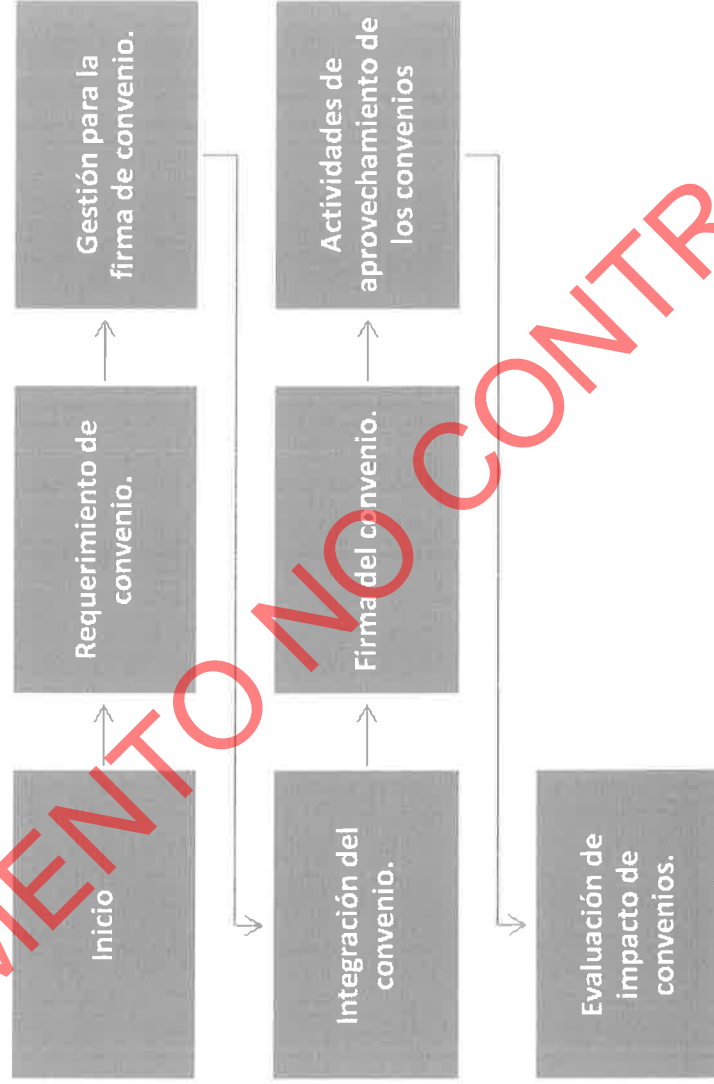 Inicio
Requerimiento de
convenio.
Gestión para la
firma de convenio.
Integración del
convenio.
Firma del convenio.
Actividades de
aprovechamiento de
los convenios
Evaluación de
impacto de
convenios.
MENTO NO CONTR